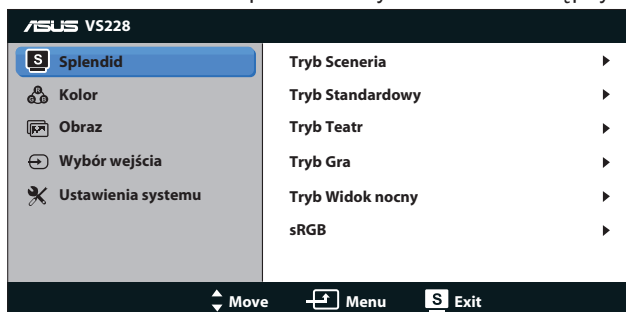 ASUS VS228
S Splendid
Kolor
Obraz
Wybór wejścia
Ustawienia systemu
Tryb Sceneria
Tryb Standardowy
Tryb Teatr
Tryb Gra
Tryb Widok nocny
sRGB
Move Menu S Exit